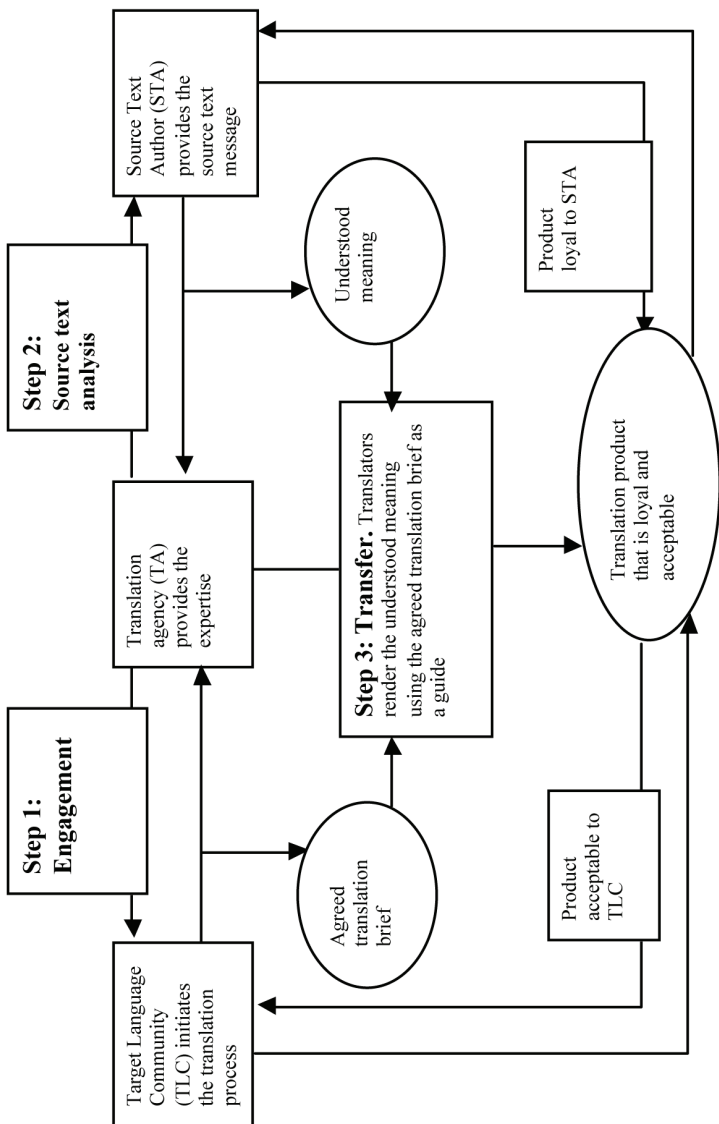 Step 1:
Engagement
Step 2:
Source text
analysis
Target Language
Community
(TLC) initiates
the translation
process
Translation
agency (TA)
provides the
expertise
Source Text
Author (STA)
provides the
source text
message
Agreed
translation
brief
Understood
meaning
Step 3: Transfer. Translators
render the understood meaning
using the agreed translation brief as
a guide
Product
acceptable to
TLC
Translation product
that is loyal and
acceptable
Product
loyal to STA